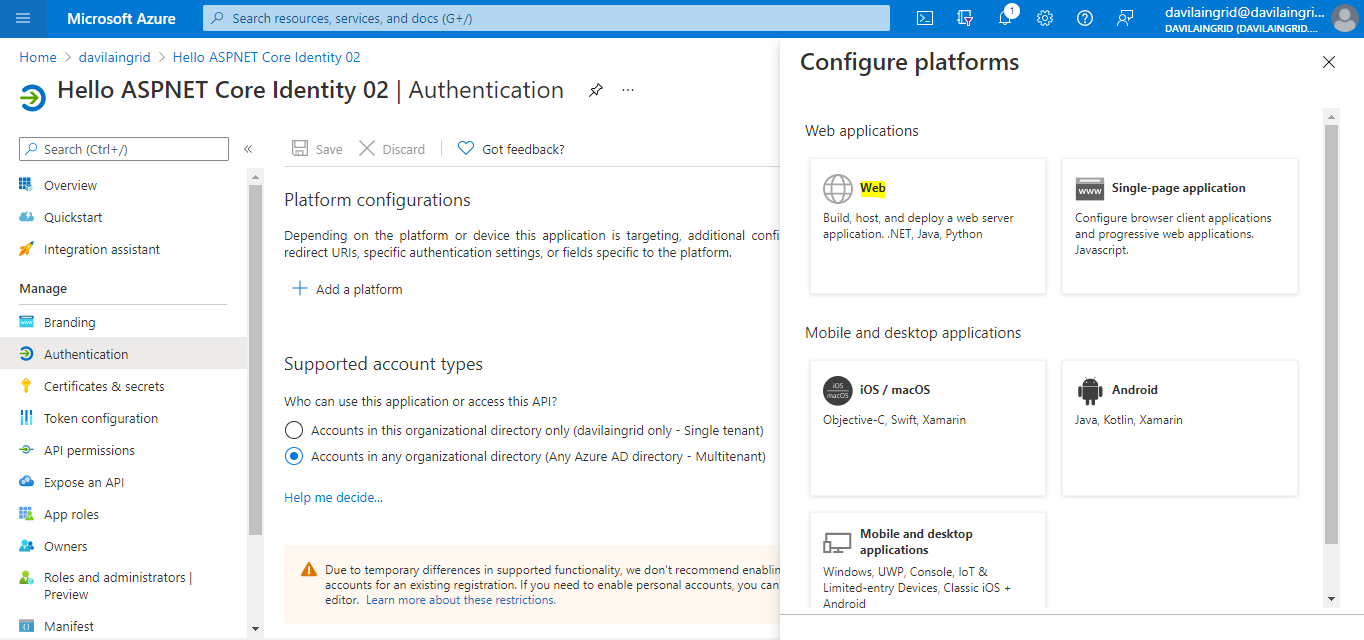 Microsoft Azure
Search resources, services, and docs (G+/)
1
davilaingrid@davilaingri...
DAVILAINGRID (DAVILAINGRID....
Home > davilaingrid > Hello ASPNET Core Identity 02
Hello ASPNET Core Identity 02 | Authentication
...
Search (Ctrl+/)
«
Overview
Quickstart
Integration assistant
Manage
Branding
Authentication
Certificates & secrets
Token configuration
API permissions
Expose an API
App roles
Owners
Roles and administrators |
Preview
Manifest
Save
Discard
Got feedback?
Platform configurations
Depending on the platform or device this application is targeting, additional confi
redirect URIs, specific authentication settings, or fields specific to the platform.
Add a platform
Supported account types
Who can use this application or access this API?
Accounts in this organizational directory only (davilaingrid only - Single tenant)
Accounts in any organizational directory (Any Azure AD directory - Multitenant)
Help me decide...
Due to temporary differences in supported functionality, we don't recommend enablin
accounts for an existing registration. If you need to enable personal accounts, you can
editor. Learn more about these restrictions.
Configure platforms
Web applications
Web
Build, host, and deploy a web server
application. .NET, Java, Python
www
Single-page application
Configure browser client applications
and progressive web applications.
Javascript.
Mobile and desktop applications
iOS
macOS
iOS / macOS
Objective-C, Swift, Xamarin
Android
Java, Kotlin, Xamarin
Mobile and desktop
applications
Windows, UWP, Console, IoT &
Limited-entry Devices, Classic iOS +
Android